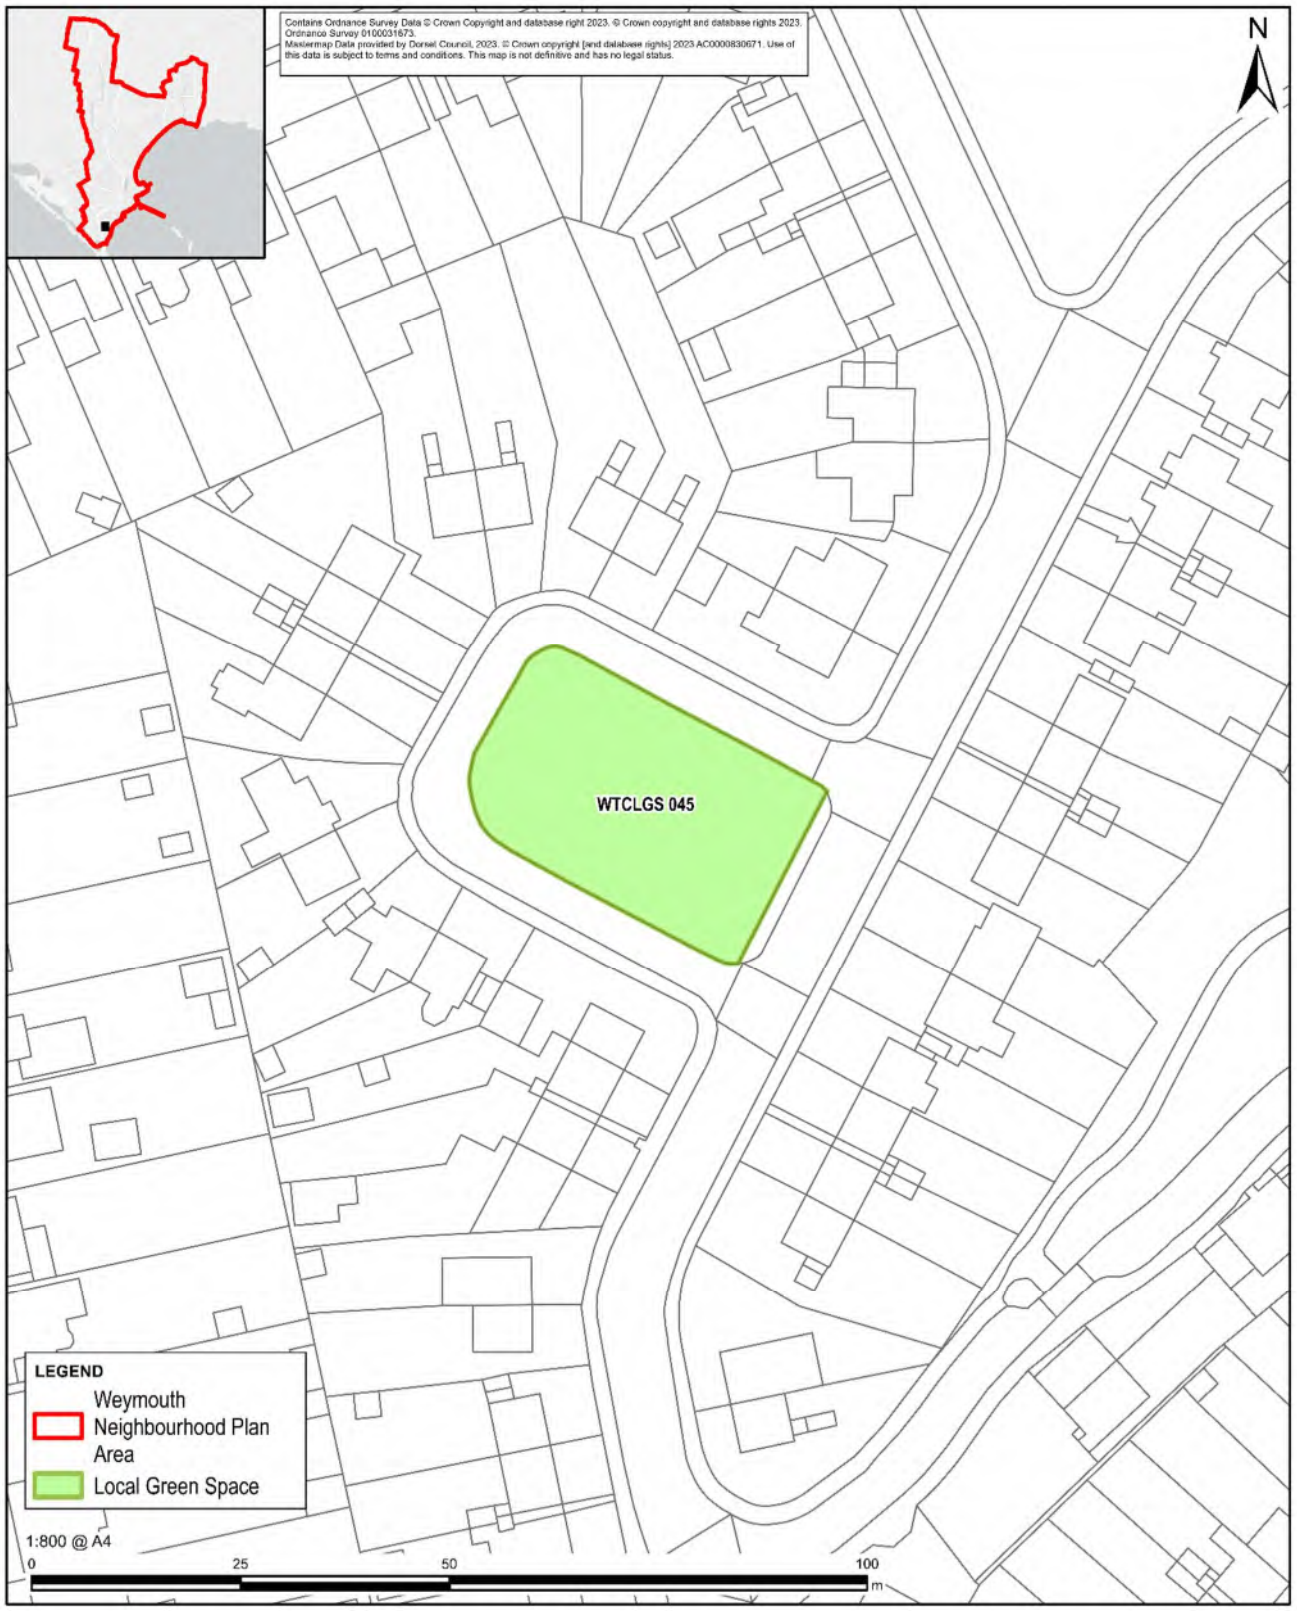 Contains Ordnance Survey Data © Crown Copyright and database right 2023. © Crown copyright and database rights 2023.
Ordnance Survey 0100031673.
Mastermap Data provided by Dorset Council, 2023. © Crown copyright [and database rights] 2023 AC0000830671. Use of
this data is subject to terms and conditions. This map is not definitive and has no legal status.
N
WTCLGS 045
LEGEND
Weymouth
Neighbourhood Plan
Area
Local Green Space
1:800 @ A4
0 25 50 100
m